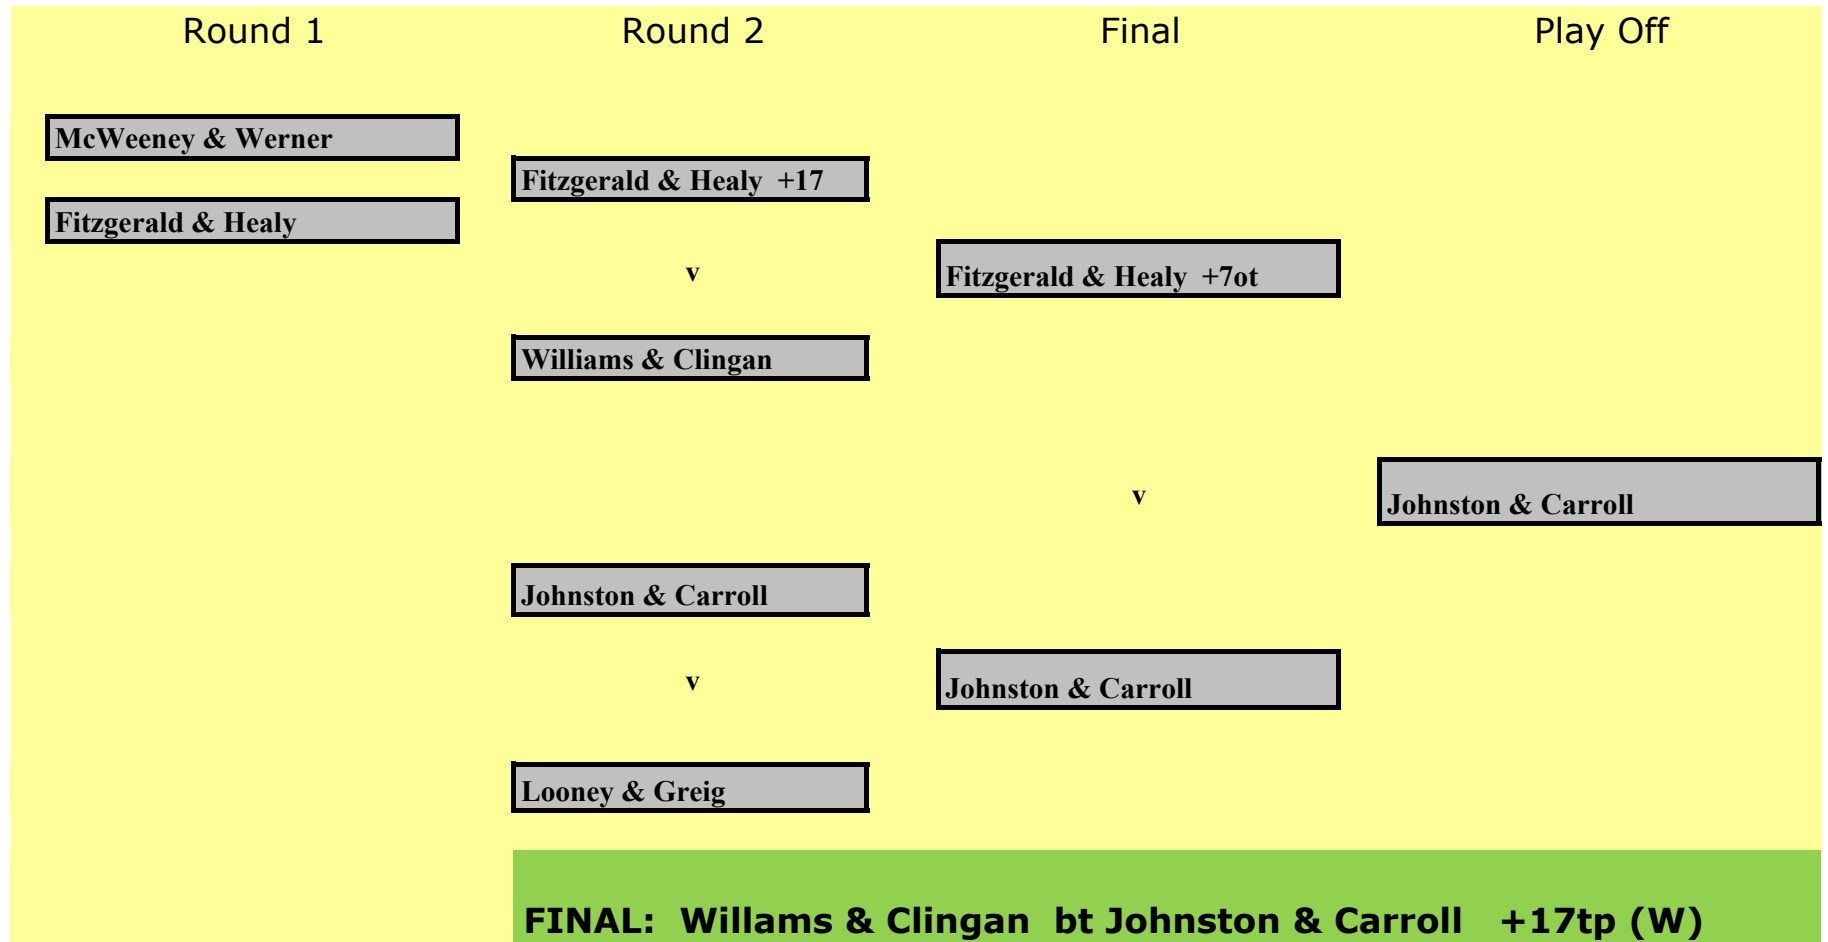 Round 1 Round 2 Final Play Off
McWeeney & Werner
Fitzgerald & Healy +17
Fitzgerald & Healy
v
Fitzgerald & Healy +7ot
Williams & Clingan
v
Johnston & Carroll
Johnston & Carroll
v
Johnston & Carroll
Looney & Greig
FINAL: Willams & Clingan bt Johnston & Carroll +17tp (W)